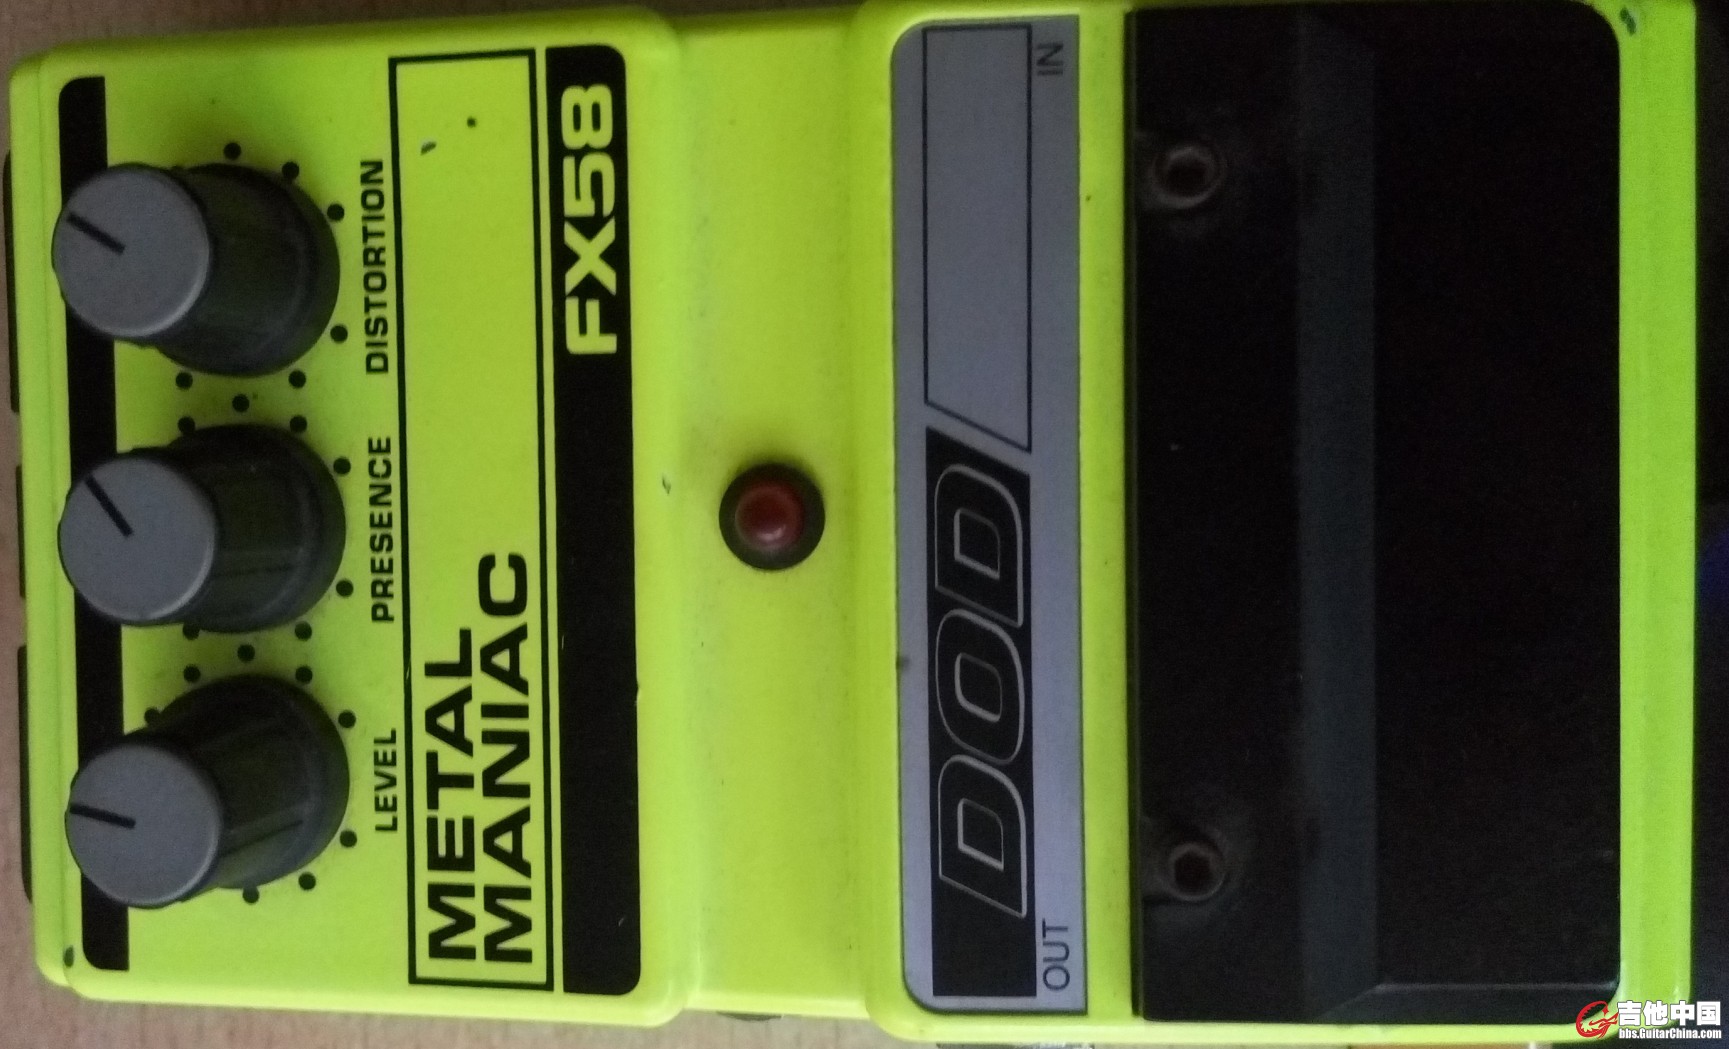 LEVEL
PRESENCE
DISTORTION
METAL
MANIAC
FX58
DOD
OUT
IN
吉他中国
bbs.GuitarChina.com